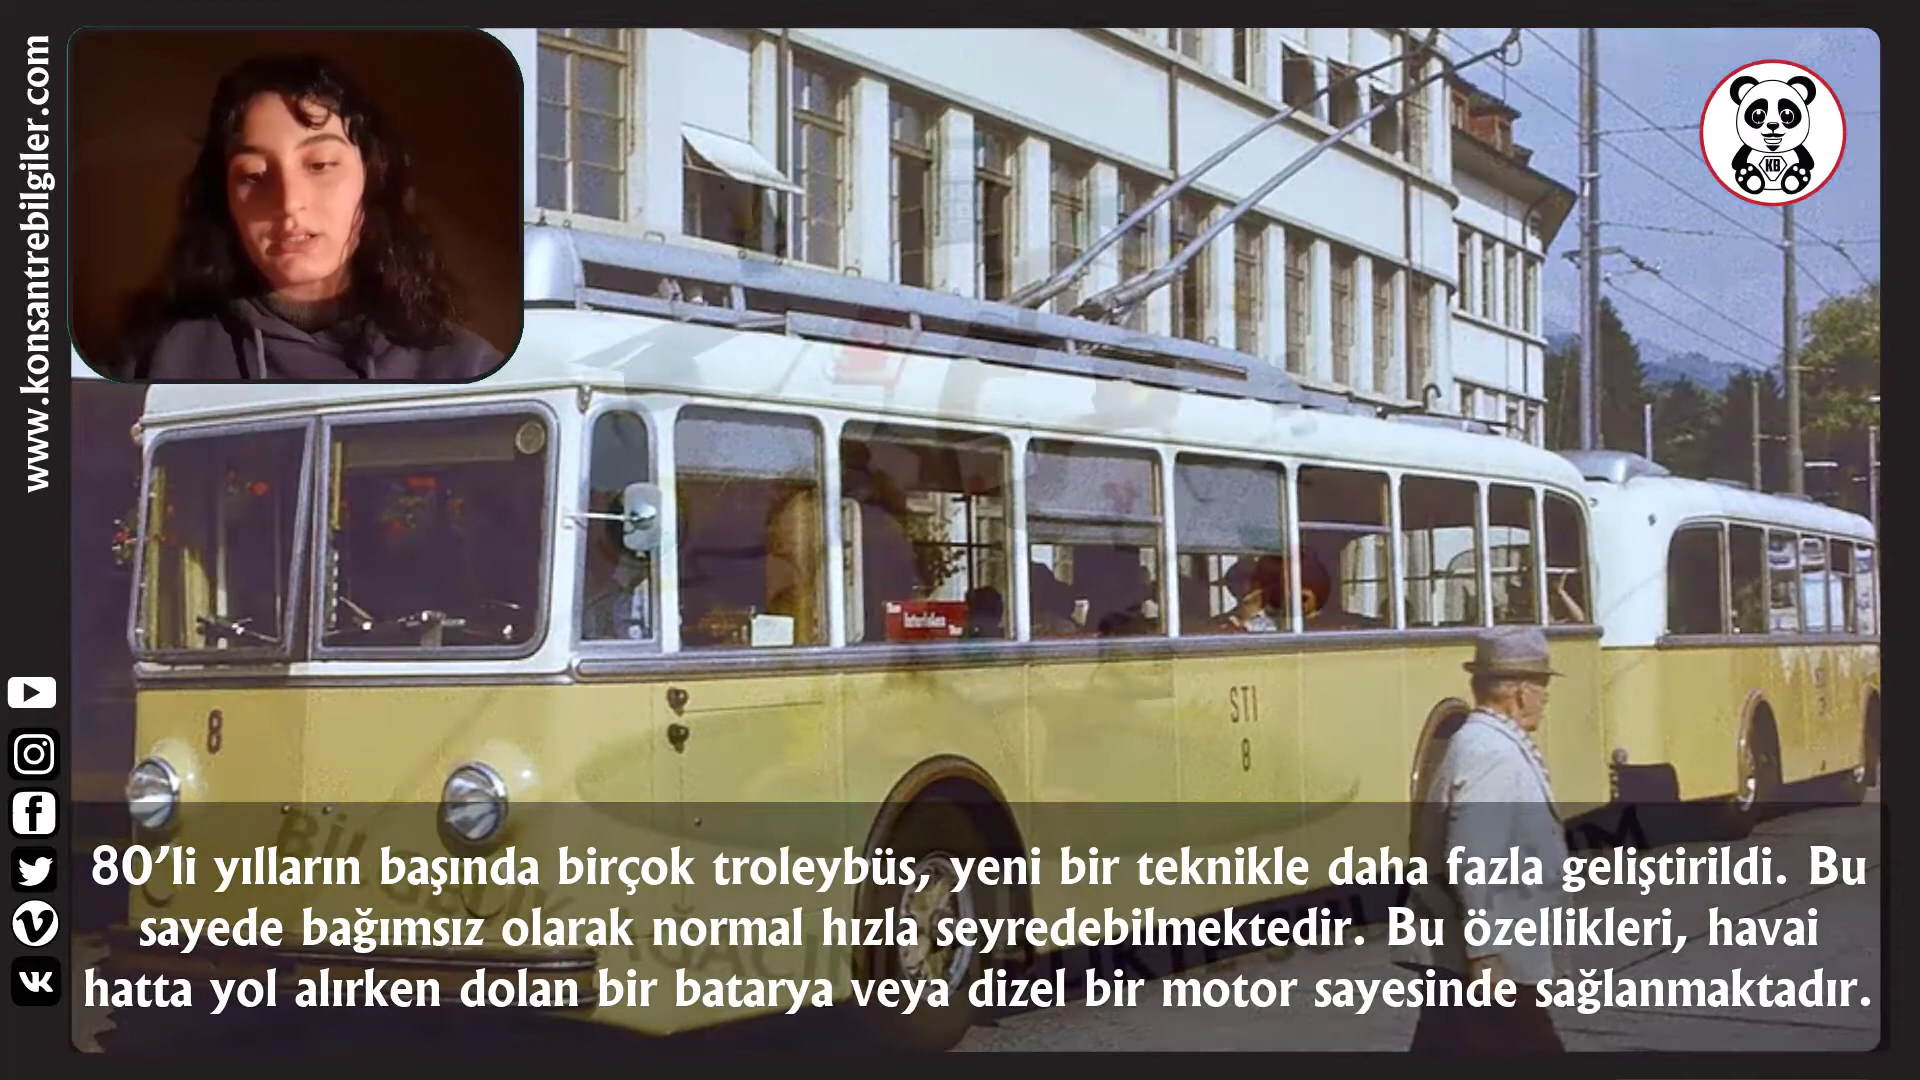 www.konsantrebilgiler.com
KB
8
STI
8
80’li yılların başında birçok troleybüs, yeni bir teknikle daha fazla geliştirildi. Bu
sayede bağımsız olarak normal hızla seyredebilmektedir. Bu özellikleri, havai
hatta yol alırken dolan bir batarya veya dizel bir motor sayesinde sağlanmaktadır.